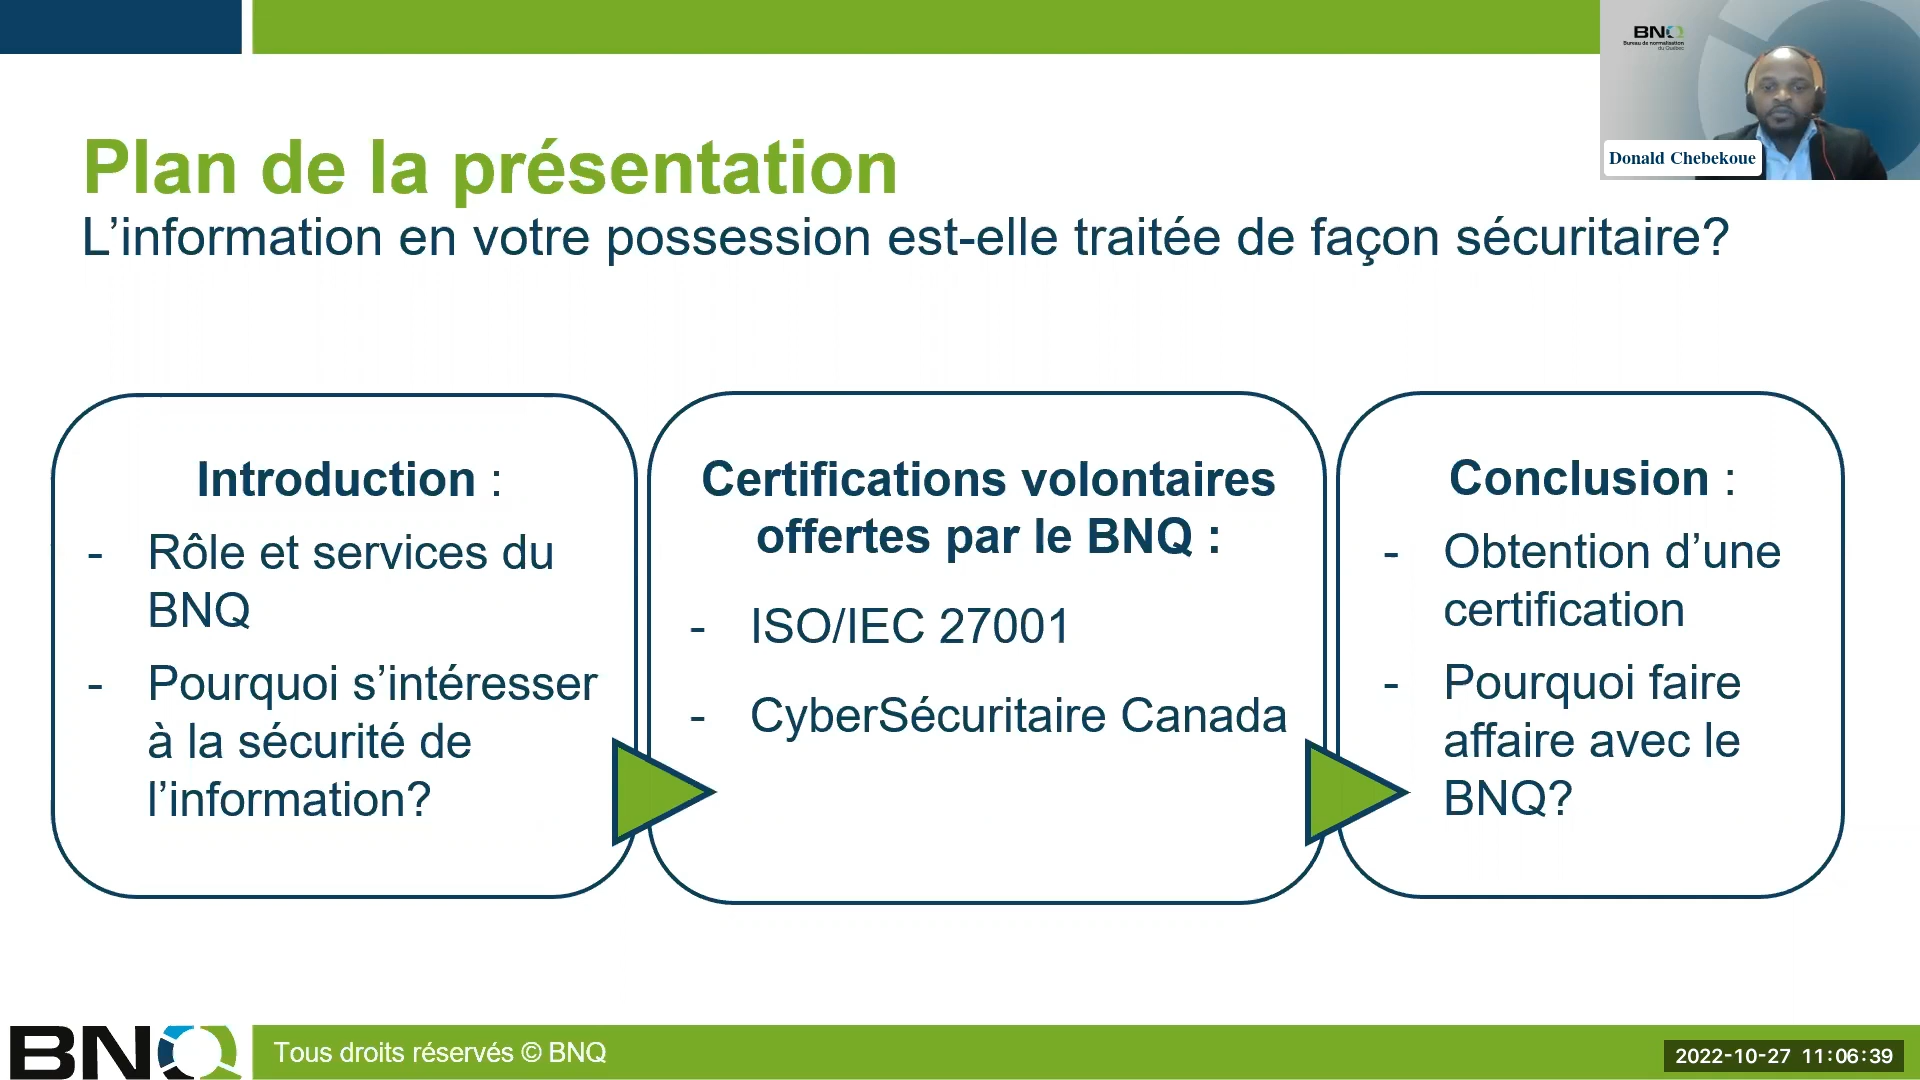 BNQ
Bureau de normalisation
du Québec
Donald Chebekoue
Plan de la présentation
L’information en votre possession est-elle traitée de façon sécuritaire?
Introduction :
- Rôle et services du
BNQ
- Pourquoi s’intéresser
à la sécurité de
l’information?
Certifications volontaires
offertes par le BNQ :
- ISO/IEC 27001
- CyberSécuritaire Canada
Conclusion :
- Obtention d’une
certification
- Pourquoi faire
affaire avec le
BNQ?
BNQ
Tous droits réservés © BNQ
2022-10-27 11:06:39